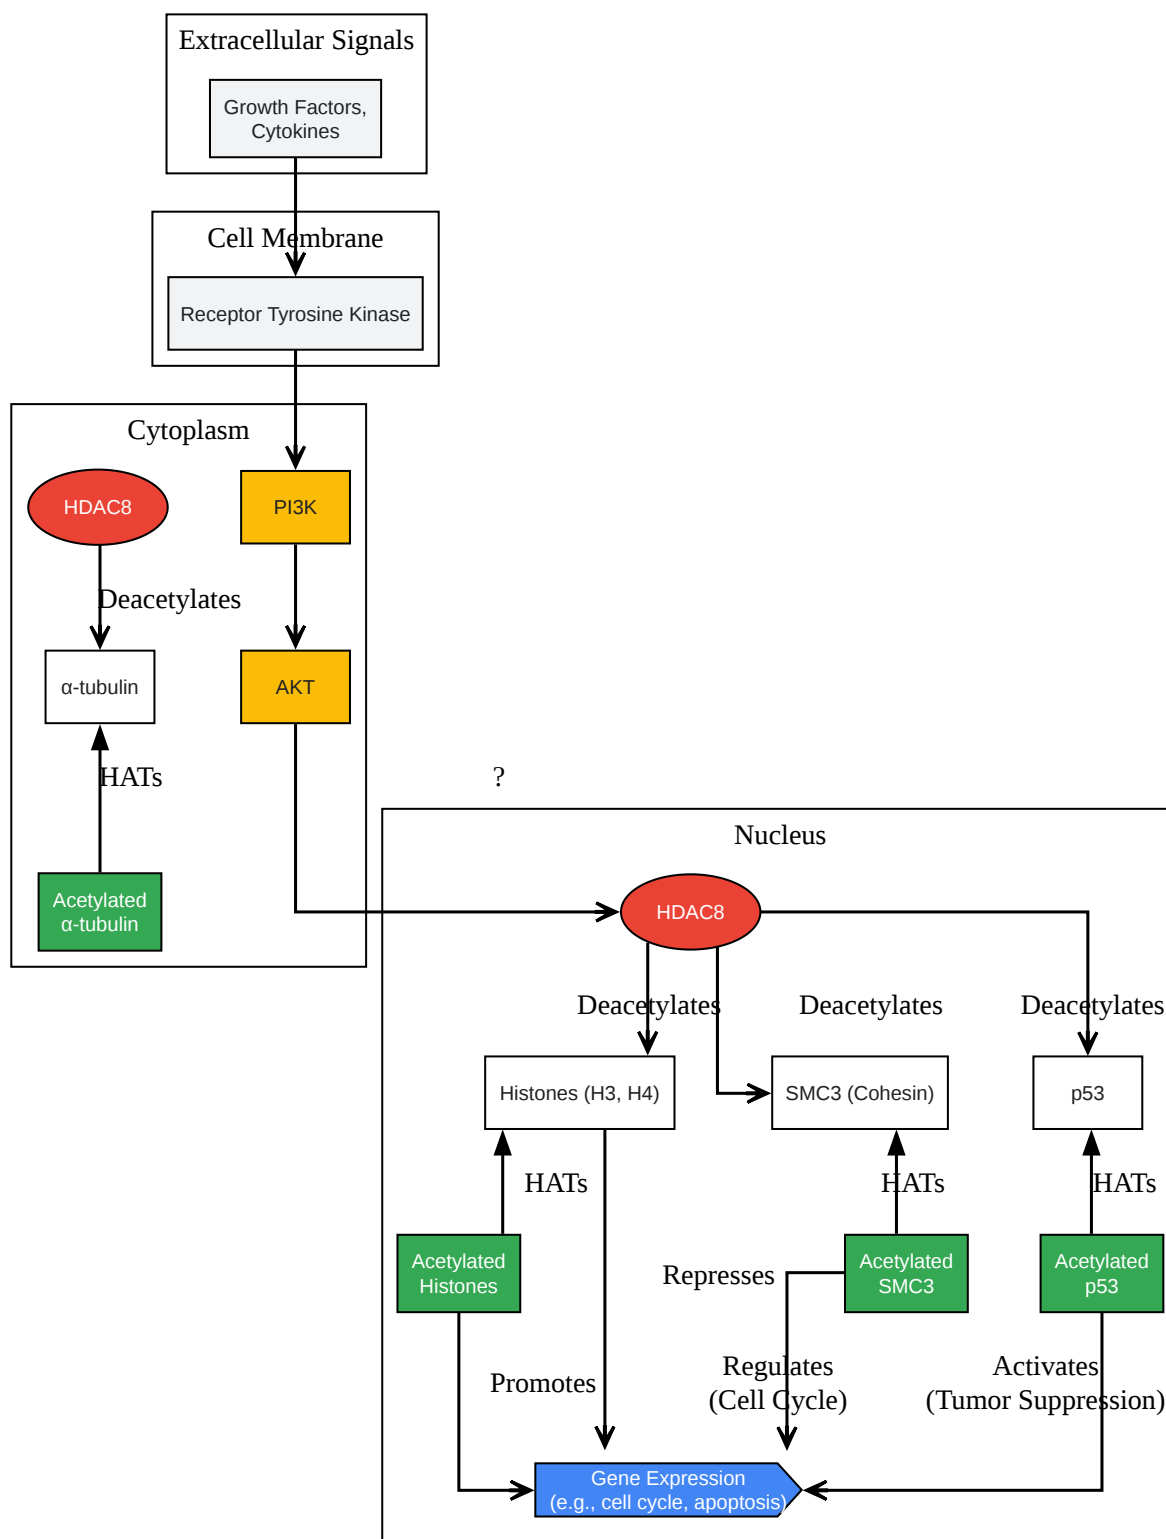 Extracellular Signals
Growth Factors,
Cytokines
Cell Membrane
Receptor Tyrosine Kinase
Cytoplasm
HDAC8
PI3K
Deacetylates
α-tubulin
AKT
HATs
?
Acetylated
α-tubulin
Nucleus
HDAC8
Deacetylates
Deacetylates
Deacetylates
Histones (H3, H4)
SMC3 (Cohesin)
p53
HATs
HATs
HATs
Acetylated
Histones
Represses
Acetylated
SMC3
Acetylated
p53
Promotes
Regulates
(Cell Cycle)
Activates
(Tumor Suppression)
Gene Expression
(e.g., cell cycle, apoptosis)